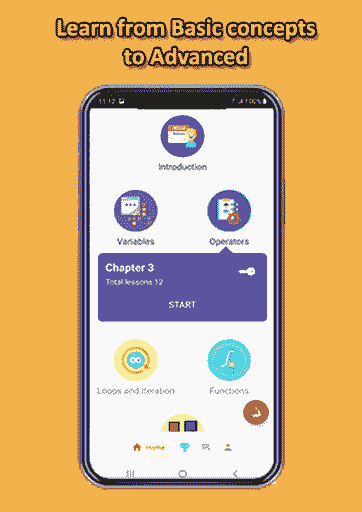 Learn from Basic concepts
to Advanced
11:12
100%
Introduction
Variables
Operators
Chapter 3
Total lessons 12
START
Loops and Iteration
Functions
Home